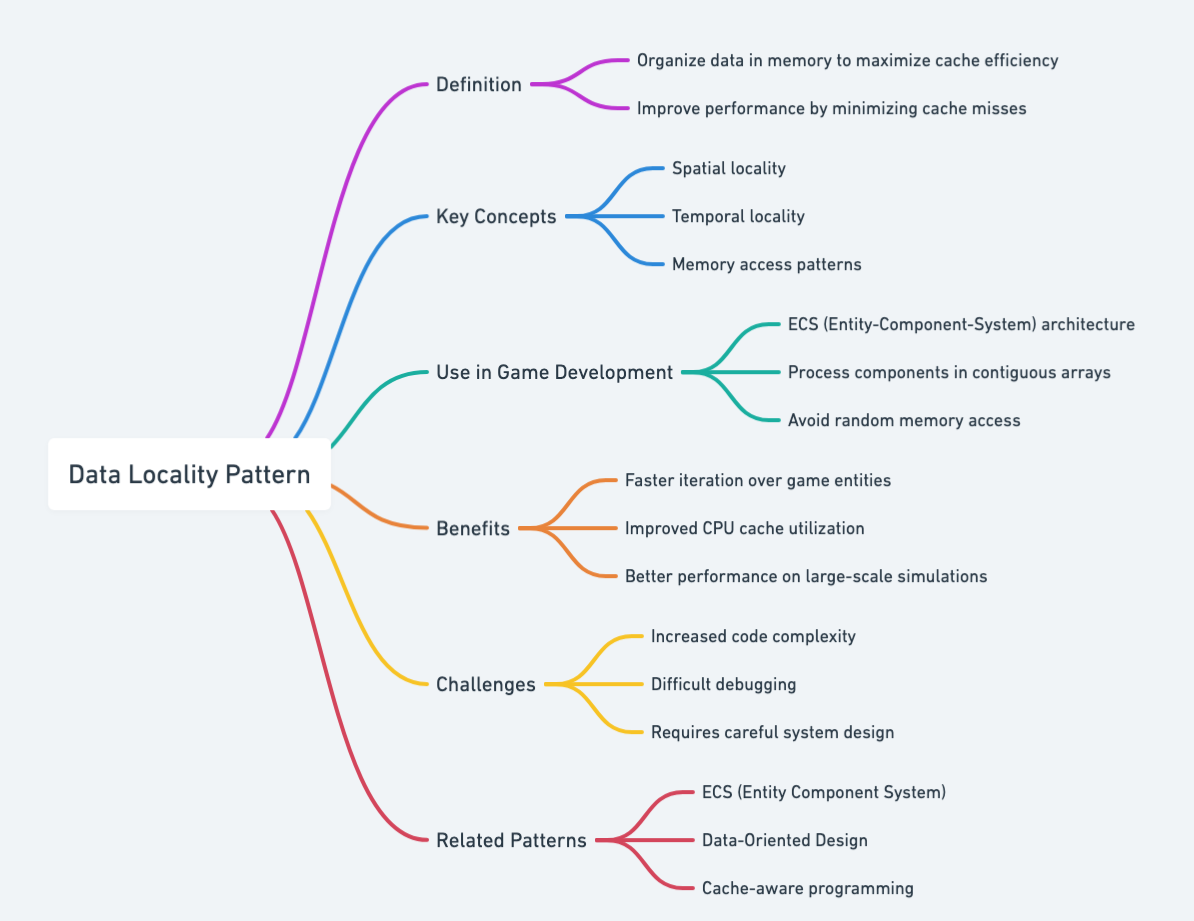 Data Locality Pattern
Definition
Organize data in memory to maximize cache efficiency
Improve performance by minimizing cache misses
Key Concepts
Spatial locality
Temporal locality
Memory access patterns
Use in Game Development
ECS (Entity-Component-System) architecture
Process components in contiguous arrays
Avoid random memory access
Benefits
Faster iteration over game entities
Improved CPU cache utilization
Better performance on large-scale simulations
Challenges
Increased code complexity
Difficult debugging
Requires careful system design
Related Patterns
ECS (Entity Component System)
Data-Oriented Design
Cache-aware programming